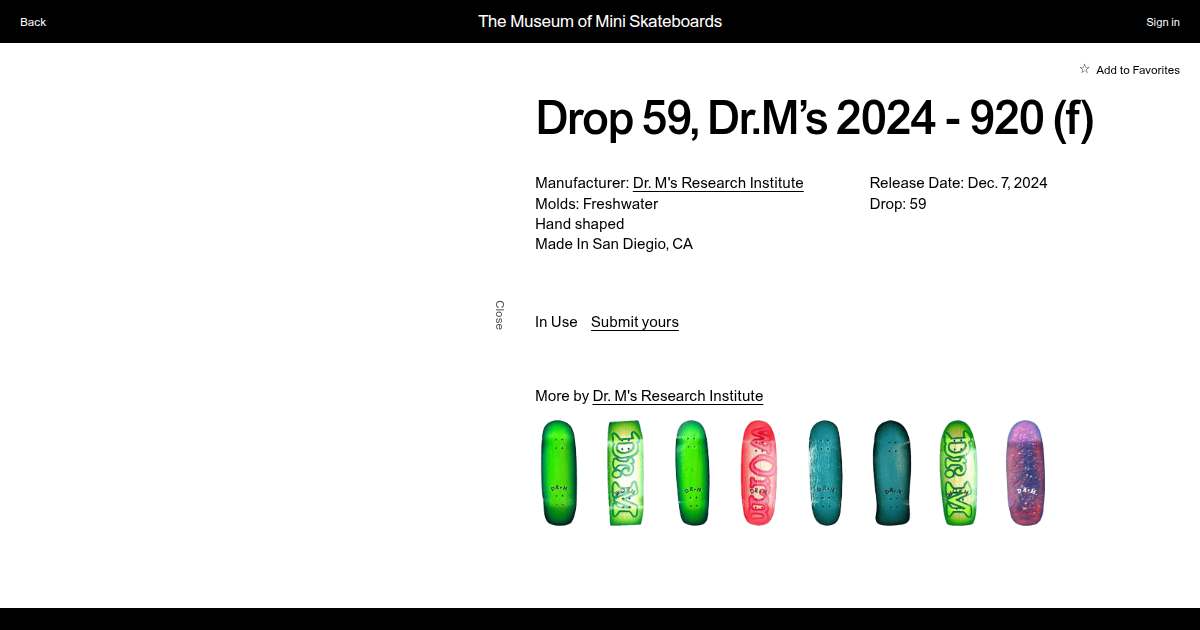 Back
The Museum of Mini Skateboards
Sign in
☆ Add to Favorites
Drop 59, Dr.M’s 2024 - 920 (f)
Manufacturer: Dr. M's Research Institute
Molds: Freshwater
Hand shaped
Made In San Diegio, CA
Release Date: Dec. 7, 2024
Drop: 59
Close
In Use Submit yours
More by Dr. M's Research Institute